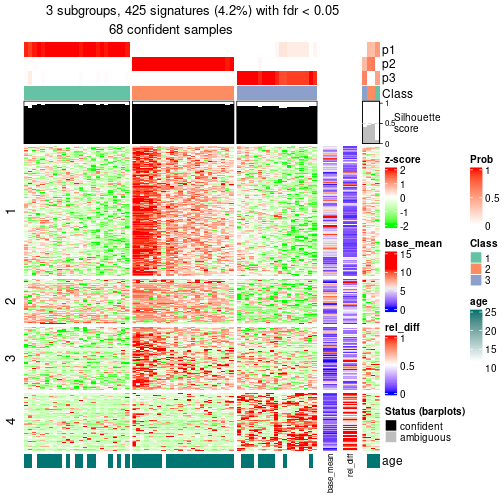 3 subgroups, 425 signatures (4.2%) with fdr < 0.05
68 confident samples
p1
p2
p3
Class
1
0.5
0
Silhouette
score
1
2
3
4
age
base_mean
rel_diff
z-score
2
1
0
-1
-2
base_mean
15
10
5
0
rel_diff
1
0.5
0
Status (barplots)
confident
ambiguous
Prob
1
0.5
0
Class
1
2
3
age
25
20
15
10